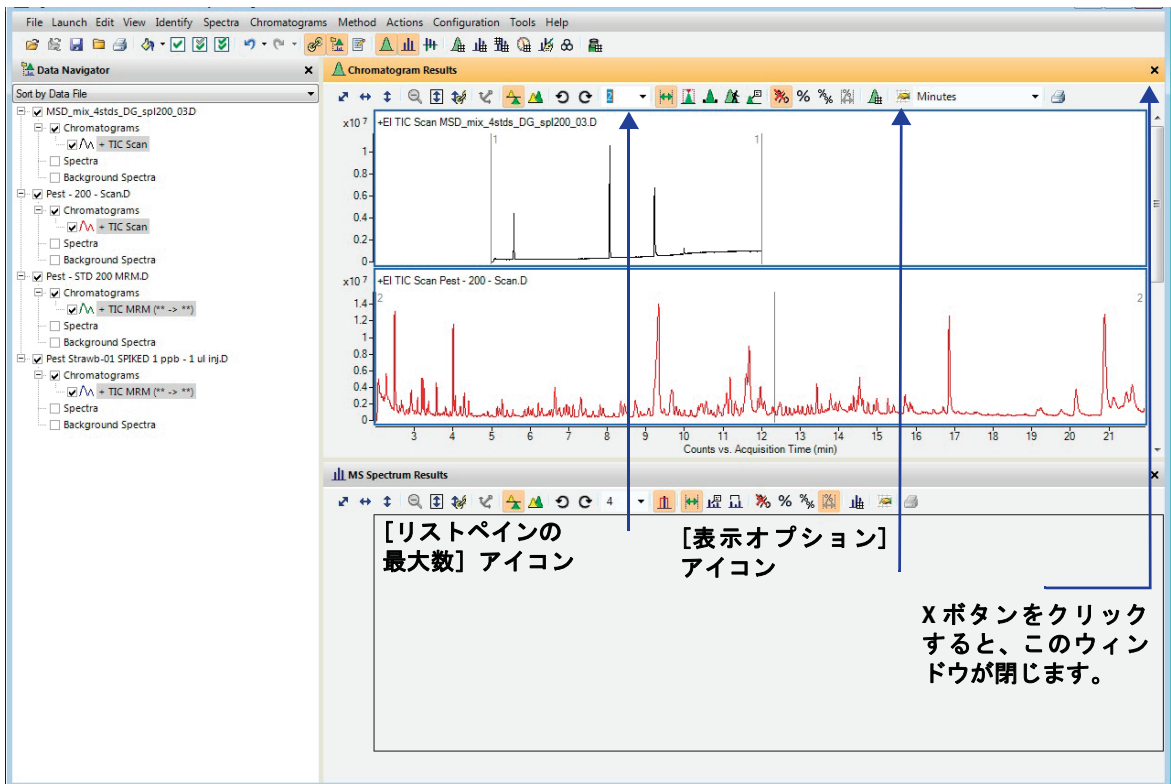 File Launch Edit View Identify Spectra Chromatograms Method Actions Configuration Tools Help
Data Navigator
Sort by Data File
MSD_mix_4stds_DG_spl200_03.D
Chromatograms
+ TIC Scan
Spectra
Background Spectra
Pest - 200 - Scan.D
Chromatograms
+ TIC Scan
Spectra
Background Spectra
Pest - STD 200 MRM.D
Chromatograms
+ TIC MRM (** -> **)
Spectra
Background Spectra
Pest Strawb-01 SPIKED 1 ppb - 1 ul inj.D
Chromatograms
+ TIC MRM (** -> **)
Spectra
Background Spectra
Chromatogram Results
Minutes
x10 7 +EI TIC Scan MSD_mix_4stds_DG_spl200_03.D
1 1
1
0.8
0.6
0.4
0.2
0
x10 7 +EI TIC Scan Pest - 200 - Scan.D
2 2
1.4
1.2
1
0.8
0.6
0.4
0.2
0
3 4 5 6 7 8 9 10 11 12 13 14 15 16 17 18 19 20 21
Counts vs. Acquisition Time (min)
MS Spectrum Results
4
[リストペインの
最大数] アイコン
[表示オプション]
アイコン
X ボタンをクリック
すると、このウィン
ドウが閉じます。